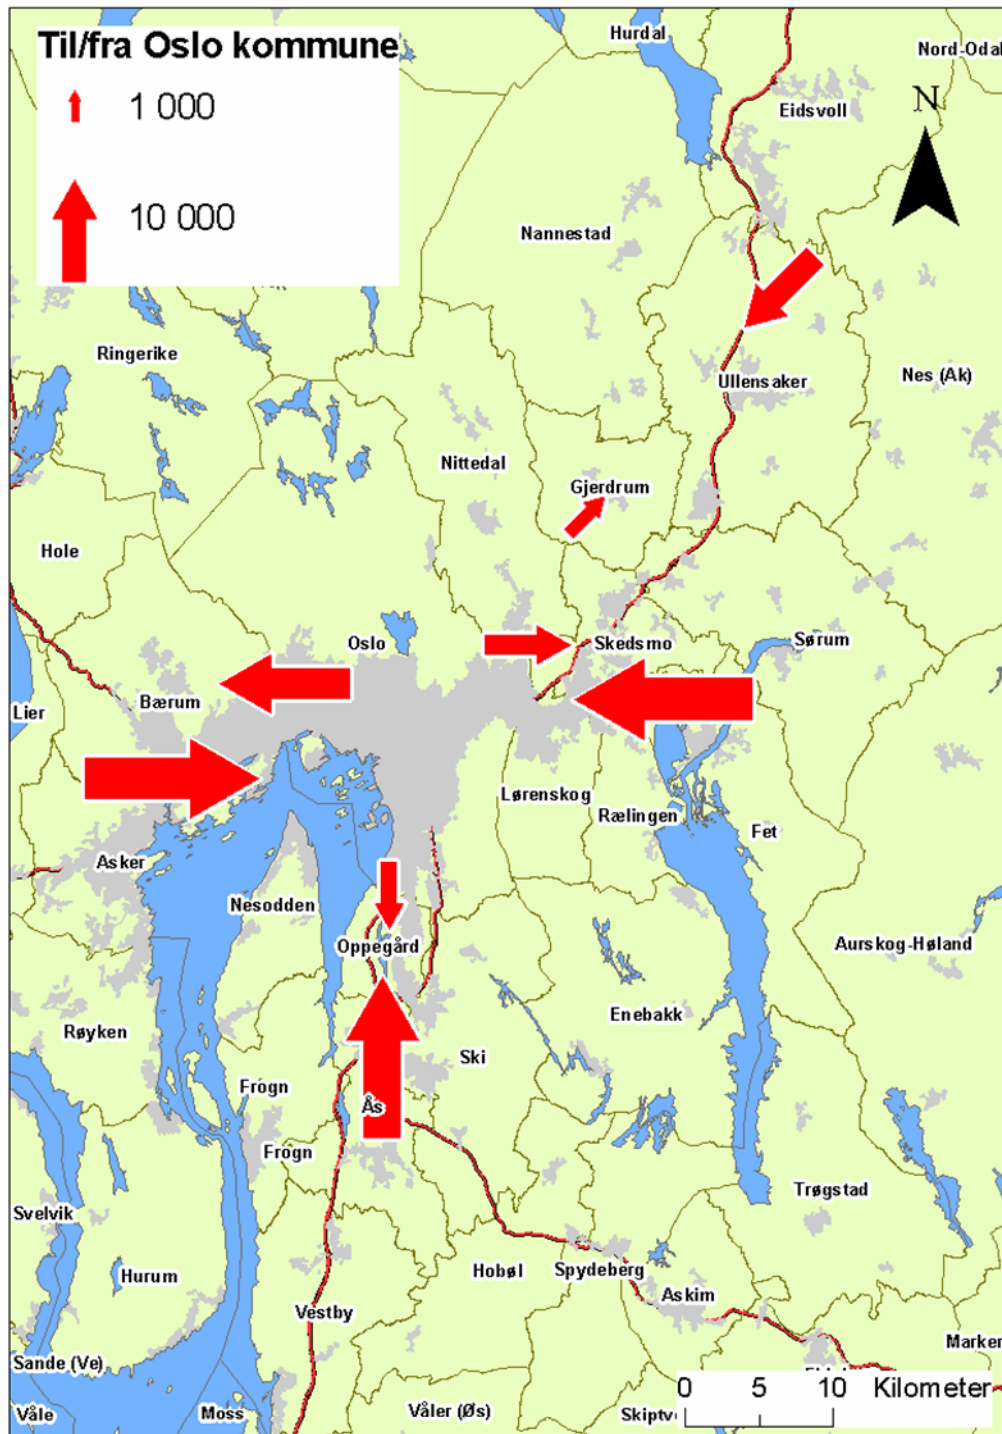 Til/fra Oslo kommune
1 000
10 000
Hurdal
Nord-Odal
Eidsvoll
N
Nannestad
Ringerike
Ullensaker
Nes (Ak)
Nittedal
Gjerdrum
Hole
Oslo
Skedsmo
Sørum
Bærum
Lier
Lørenskog
Rælingen
Fet
Asker
Nesodden
Oppegård
Aurskog-Høland
Røyken
Enebakk
Ski
Frogn
Ås
Frogn
Trøgstad
Svelvik
Hurum
Hobøl
Spydeberg
Askim
Vestby
Marker
Sande (Ve)
0 5 10 Kilometer
Våle
Moss
Våler (Øs)
Skiptv